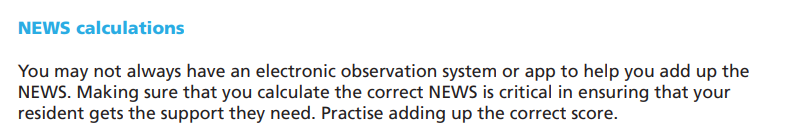 NEWS calculations
You may not always have an electronic observation system or app to help you add up the
NEWS. Making sure that you calculate the correct NEWS is critical in ensuring that your
resident gets the support they need. Practise adding up the correct score.